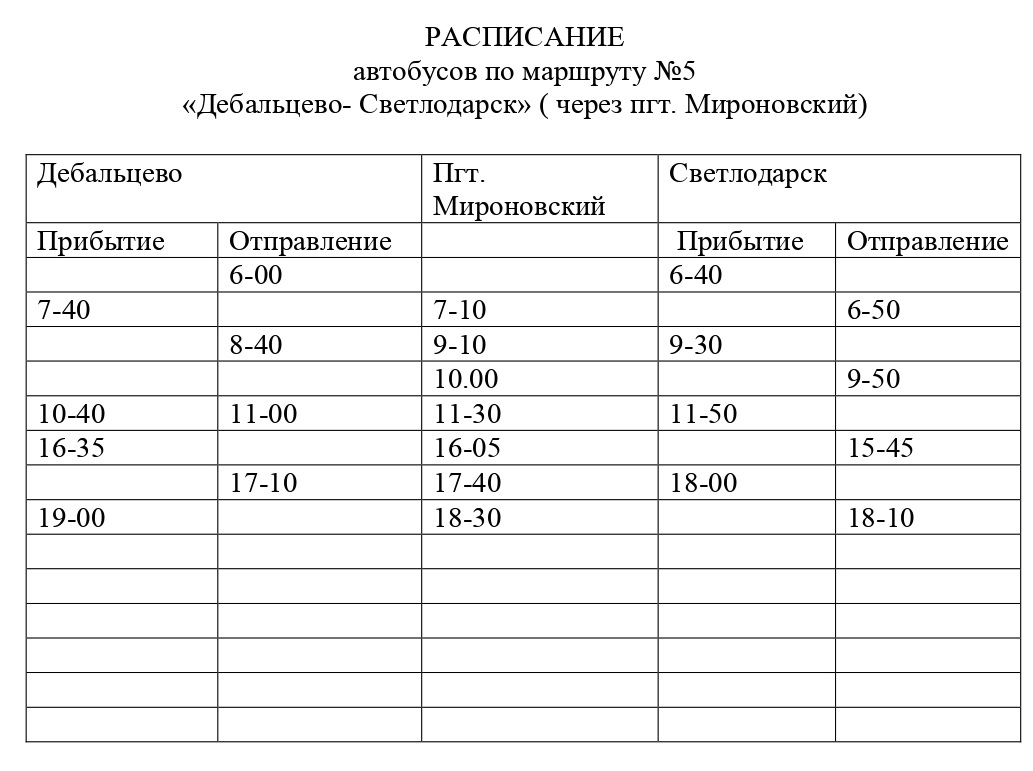 РАСПИСАНИЕ
автобусов по маршруту №5
«Дебальцево- Светлодарск» ( через пгт. Мироновский)
Дебальцево Пгт. Светлодарск
Мироновский
Прибытие Отправление Прибытие Отправление
6-00 6-40
7-40 7-10 6-50
8-40 9-10 9-30
10.00 9-50
10-40 11-00 11-30 11-50
16-35 16-05 15-45
17-10 17-40 18-00
19-00 18-30 18-10